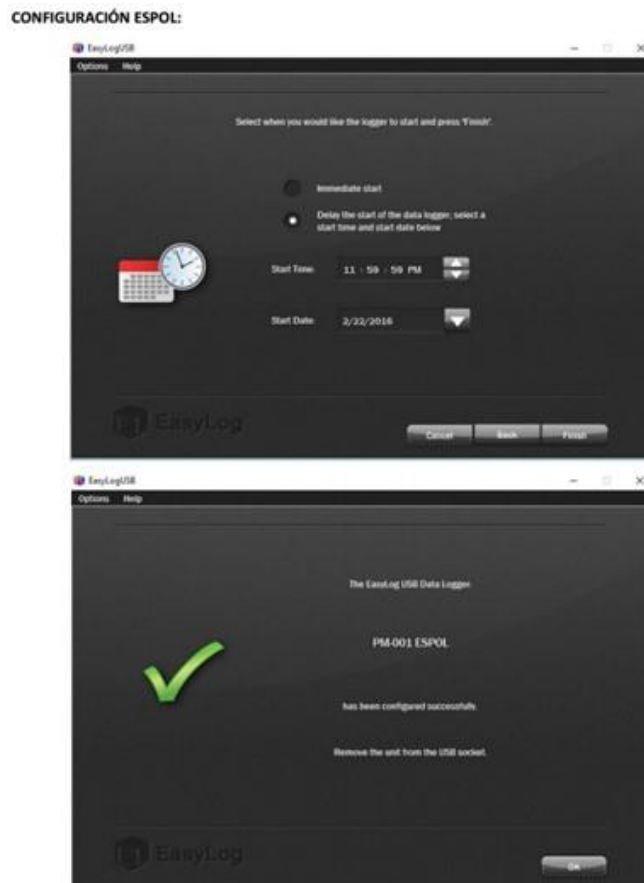 CONFIGURACIÓN ESPOL:
EasyLogUSB
Options Help
Select when you would like the logger to start and press 'Finish'.
Immediate start
Delay the start of the data logger, select a
start time and start date below
Start Time: 11 : 59 : 59 PM
Start Date: 2/22/2016
EasyLog
Cancel Back Finish
EasyLogUSB
Options Help
The EasyLog USB Data Logger:
PM-001 ESPOL
has been configured successfully.
Remove the unit from the USB socket.
EasyLog
OK